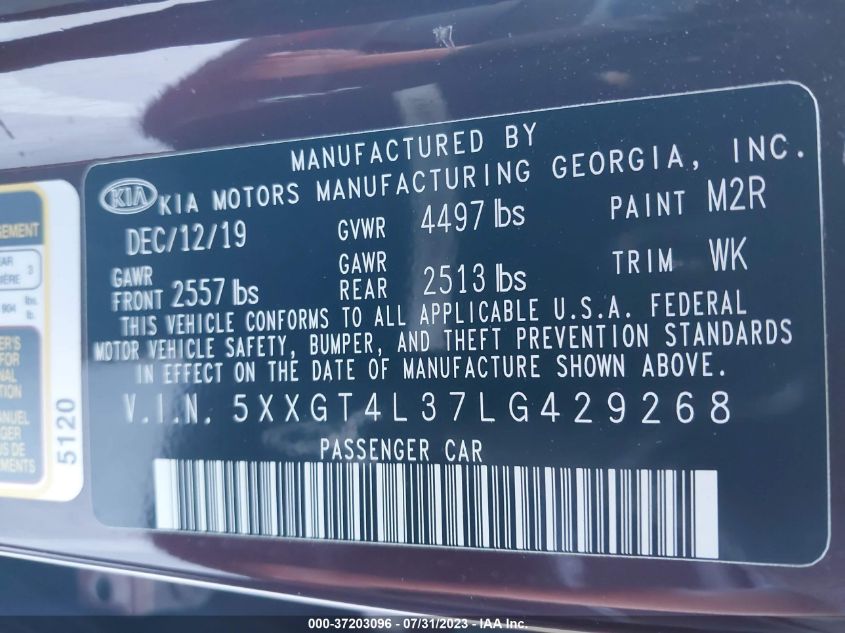 MANUFACTURED BY
KIA KIA MOTORS MANUFACTURING GEORGIA, INC.
DEC/12/19 GVWR 4497 lbs PAINT M2R
GAWR FRONT 2557 lbs GAWR REAR 2513 lbs TRIM WK
THIS VEHICLE CONFORMS TO ALL APPLICABLE U.S.A. FEDERAL
MOTOR VEHICLE SAFETY, BUMPER, AND THEFT PREVENTION STANDARDS
IN EFFECT ON THE DATE OF MANUFACTURE SHOWN ABOVE.
V.I.N. 5XXGT4L37LG429268
PASSENGER CAR
5120
000-37203096 - 07/31/2023 - IAA Inc.